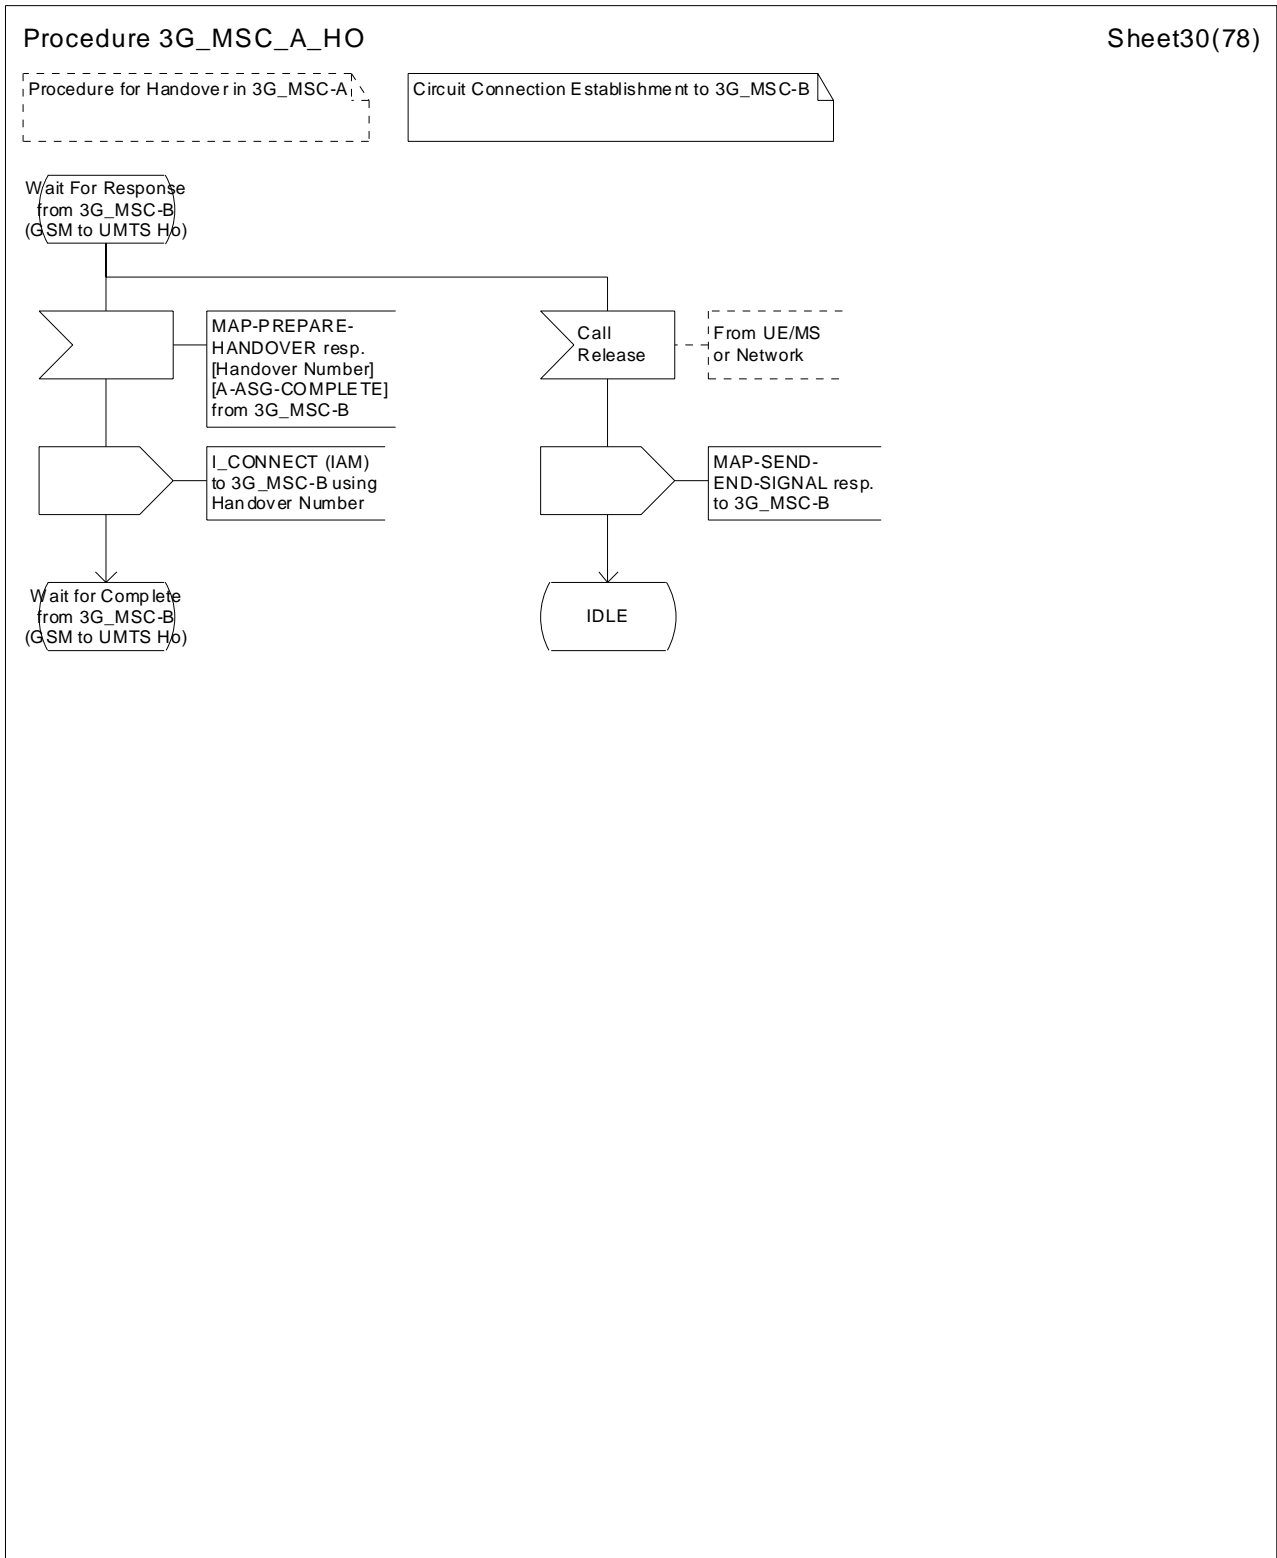 Procedure 3G_MSC_A_HO
Sheet30(78)
Procedure for Handover in 3G_MSC-A
Circuit Connection Establishment to 3G_MSC-B
Wait For Response
from 3G_MSC-B
(GSM to UMTS Ho)
MAP-PREPARE-
HANDOVER resp.
[Handover Number]
[A-ASG-COMPLETE]
from 3G_MSC-B
Call
Release
From UE/MS
or Network
I_CONNECT (IAM)
to 3G_MSC-B using
Handover Number
MAP-SEND-
END-SIGNAL resp.
to 3G_MSC-B
Wait for Complete
from 3G_MSC-B
(GSM to UMTS Ho)
IDLE